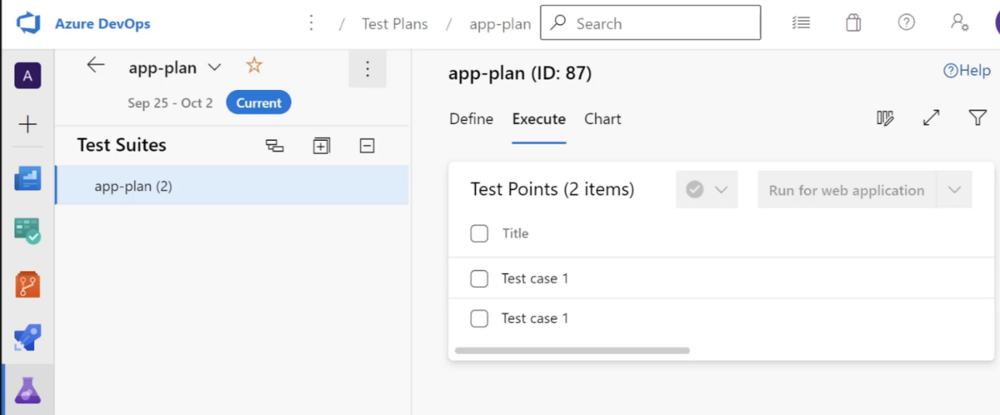 Azure DevOps
/ Test Plans / app-plan
Search
A
app-plan
Sep 25 - Oct 2 Current
Test Suites
app-plan (2)
app-plan (ID: 87)
Help
Define Execute Chart
Test Points (2 items)
Run for web application
Title
Test case 1
Test case 1